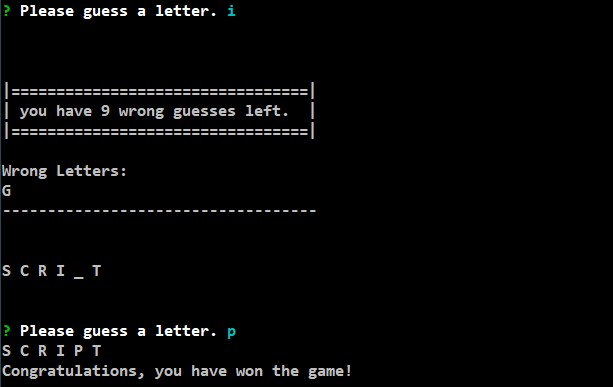 ? Please guess a letter. i
|=================================|
| you have 9 wrong guesses left.  |
|=================================|
Wrong Letters:
G
-----------------------------------
S C R I _ T
? Please guess a letter. p
S C R I P T
Congratulations, you have won the game!